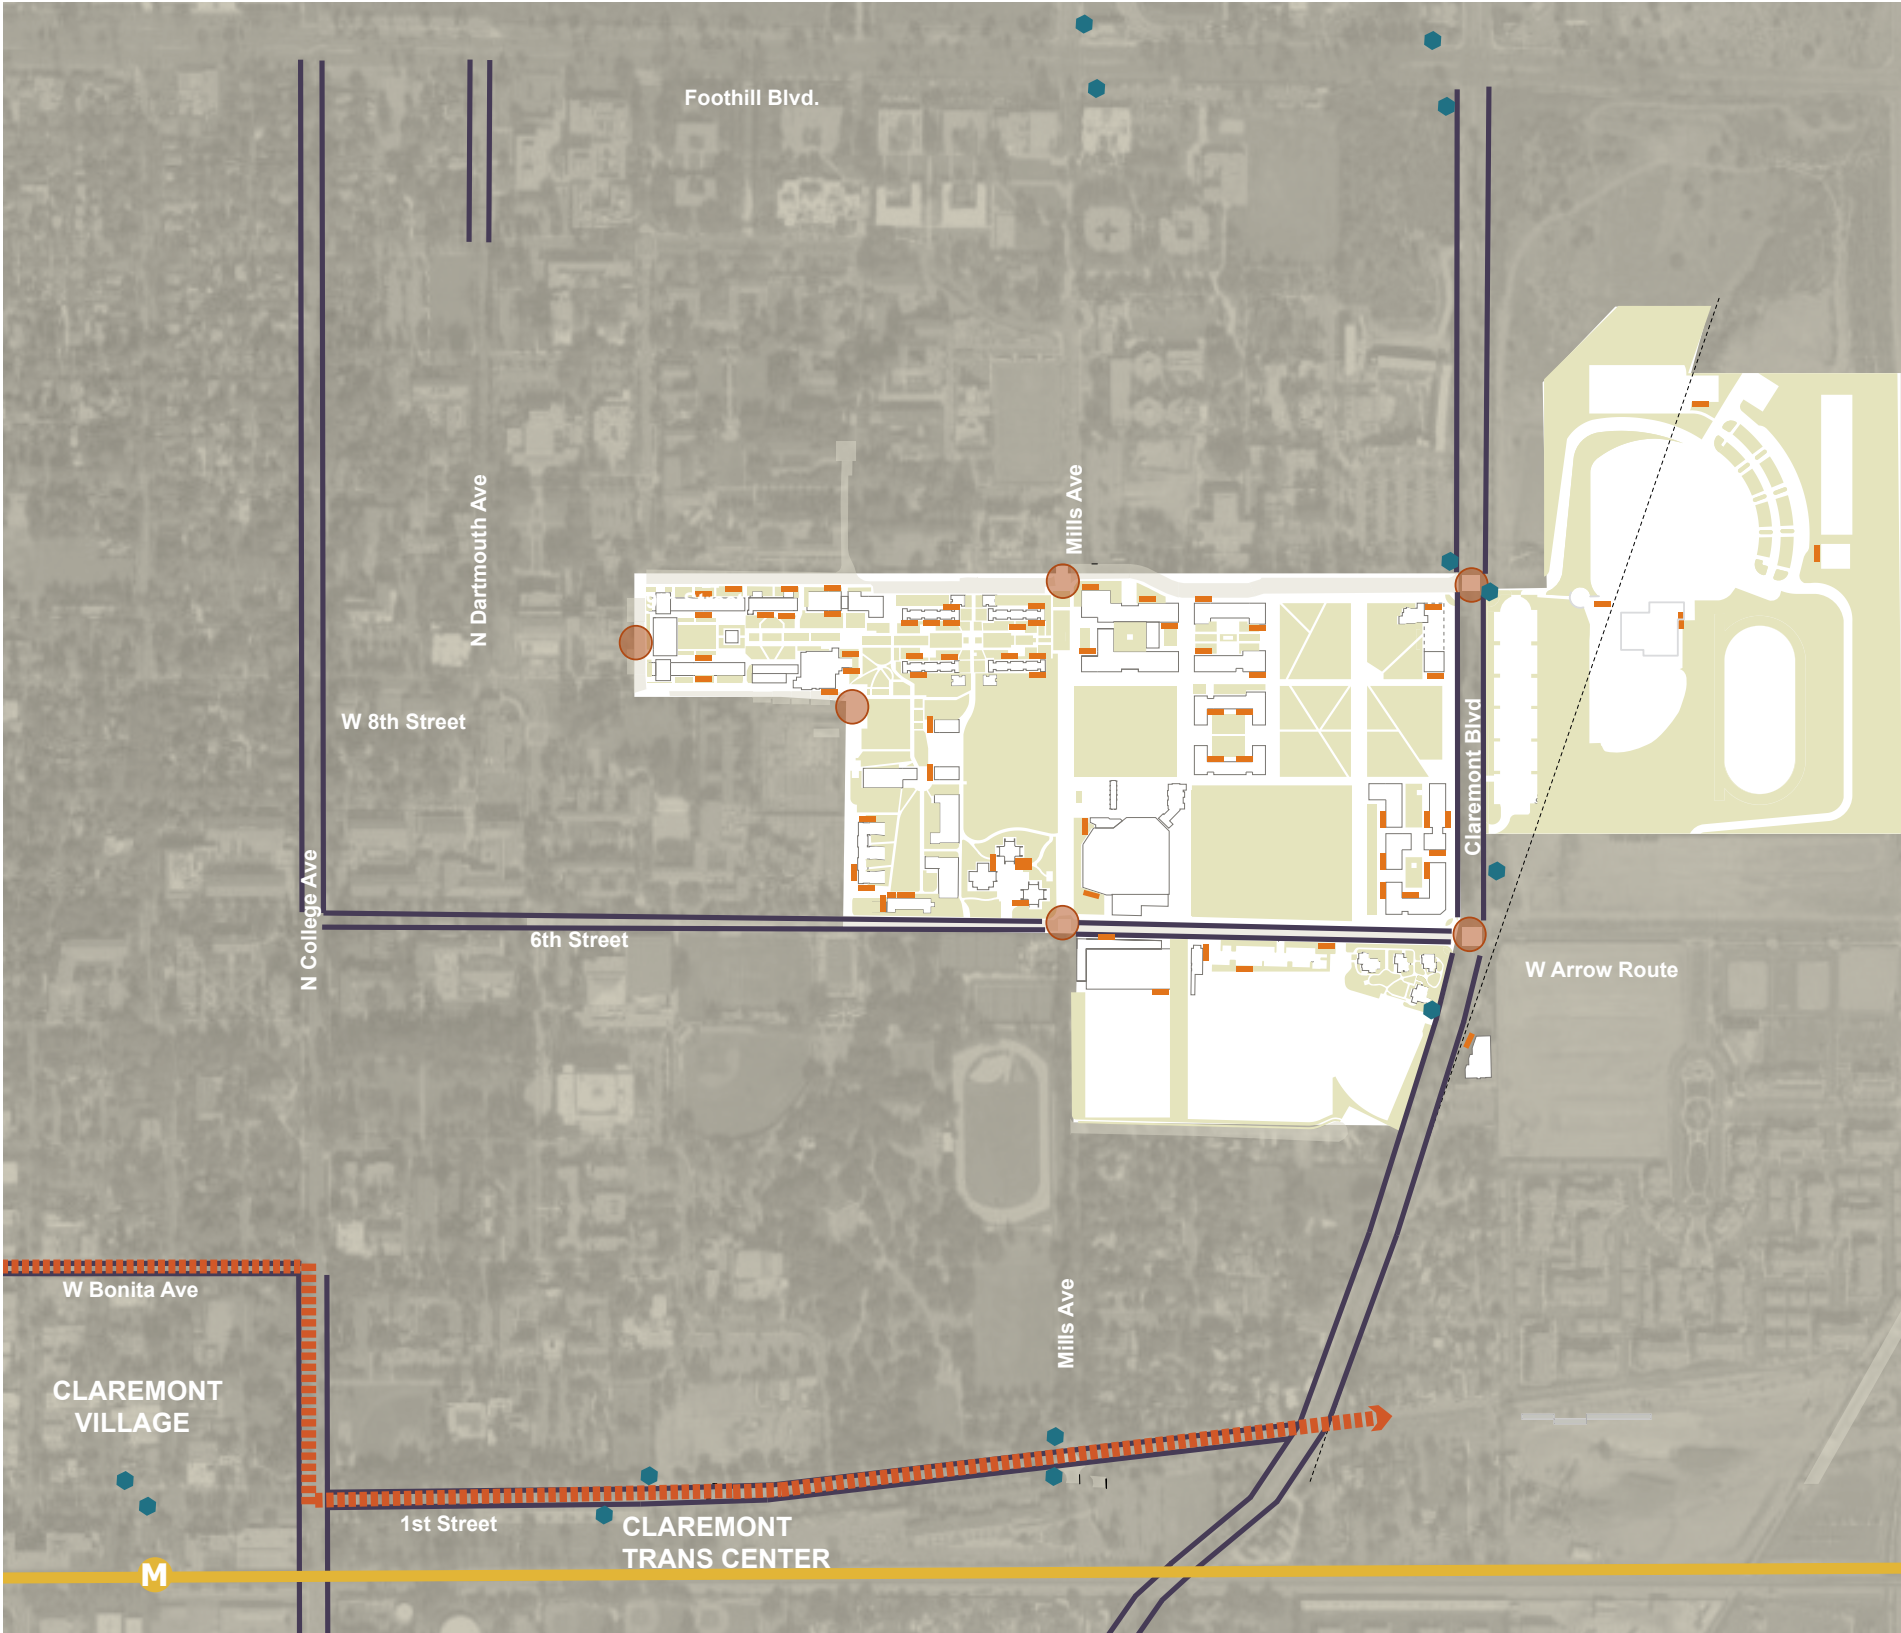 Foothill Blvd.
Mills Ave
N Dartmouth Ave
W 8th Street
Claremont Blvd
N College Ave
6th Street
W Arrow Route
W Bonita Ave
Mills Ave
CLAREMONT
VILLAGE
1st Street
CLAREMONT
TRANS CENTER
M